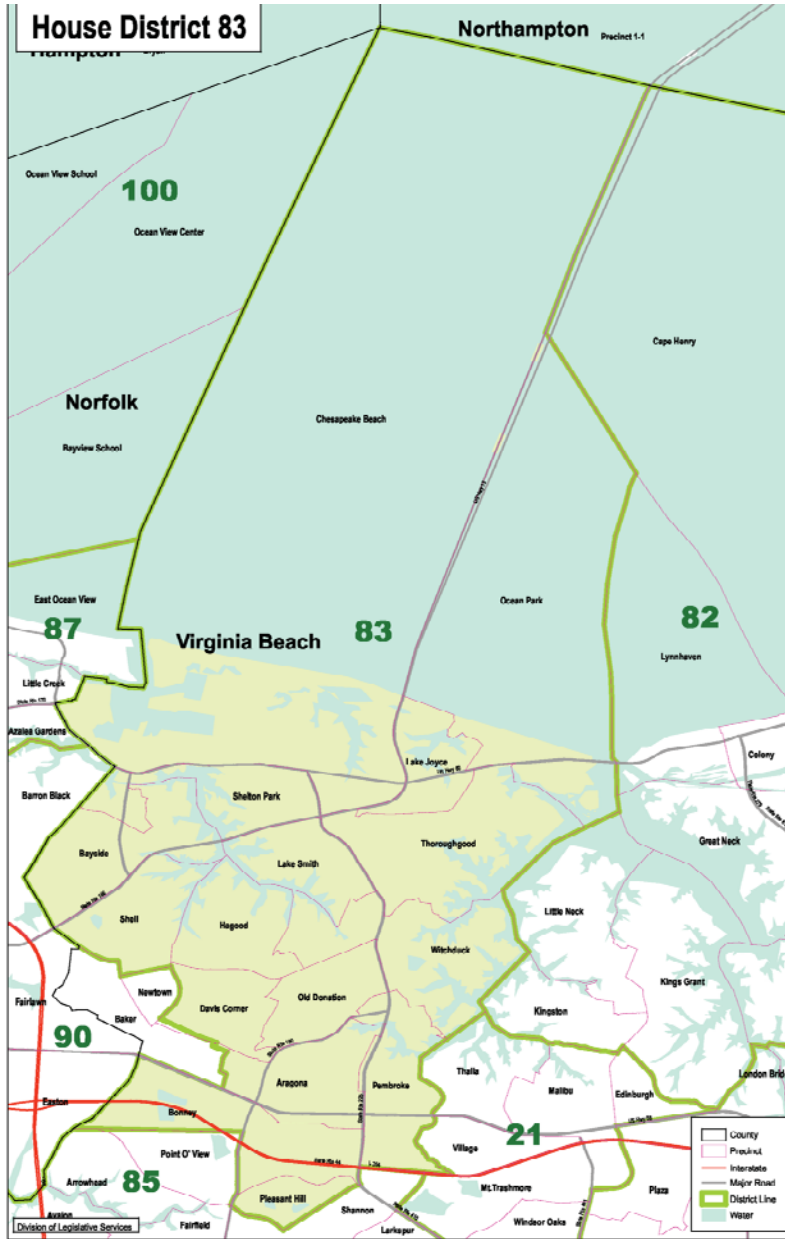 House District 83
Hampton
Northampton
Precinct 1-1
Ocean View School
100
Ocean View Center
Cape Henry
Norfolk
Chesapeake Beach
Bayview School
East Ocean View
Ocean Park
87
Virginia Beach
83
82
Lynnhaven
Little Creek
Azalea Gardens
Lake Joyce
Colony
Barron Black
Shelton Park
Great Neck
Bayside
Lake Smith
Thoroughgood
Shell
Hagood
Little Neck
Witchduck
Fairlawn
Newtown
Old Donation
Kings Grant
Davis Corner
Baker
Kingston
90
Thalia
London Bridge
Aragona
Pembroke
Malibu
Edinburgh
Easton
Bonney
Village
21
Point O' View
Arrowhead
85
Pleasant Hill
Mt.Trashmore
Plaza
Avalon
Fairfield
Shannon
Larkspur
Windsor Oaks
County
Precinct
Interstate
Major Road
District Line
Water
Division of Legislative Services